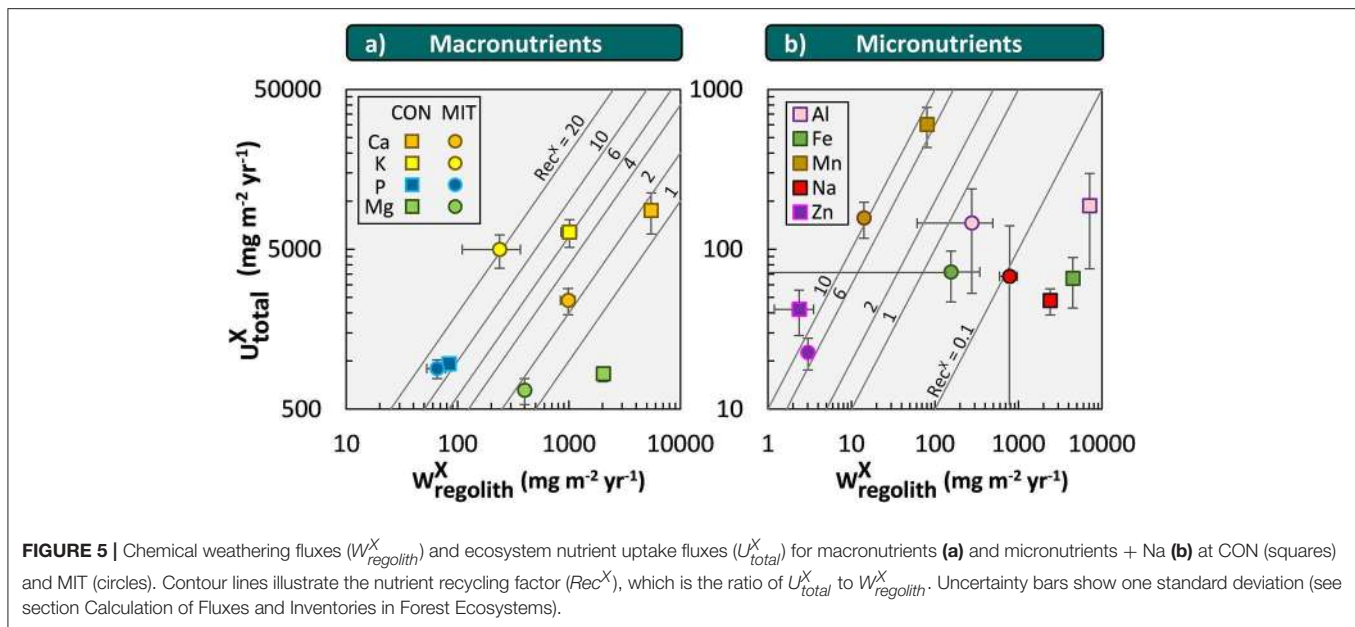 a) Macronutrients
b) Micronutrients
50000
5000
500
U^X_total (mg m-2 yr-1)
CON MIT
Ca
K
P
Mg
Rec^X = 20
10
6
4
2
1
10 100 1000 10000
W^X_regolith (mg m-2 yr-1)
1000
100
10
Al
Fe
Mn
Na
Zn
10
6
2
1
Rec^X = 0.1
1 10 100 1000 10000
W^X_regolith (mg m-2 yr-1)
FIGURE 5 | Chemical weathering fluxes (W^X_regolith) and ecosystem nutrient uptake fluxes (U^X_total) for macronutrients (a) and micronutrients + Na (b) at CON (squares)
and MIT (circles). Contour lines illustrate the nutrient recycling factor (Rec^X), which is the ratio of U^X_total to W^X_regolith. Uncertainty bars show one standard deviation (see
section Calculation of Fluxes and Inventories in Forest Ecosystems).